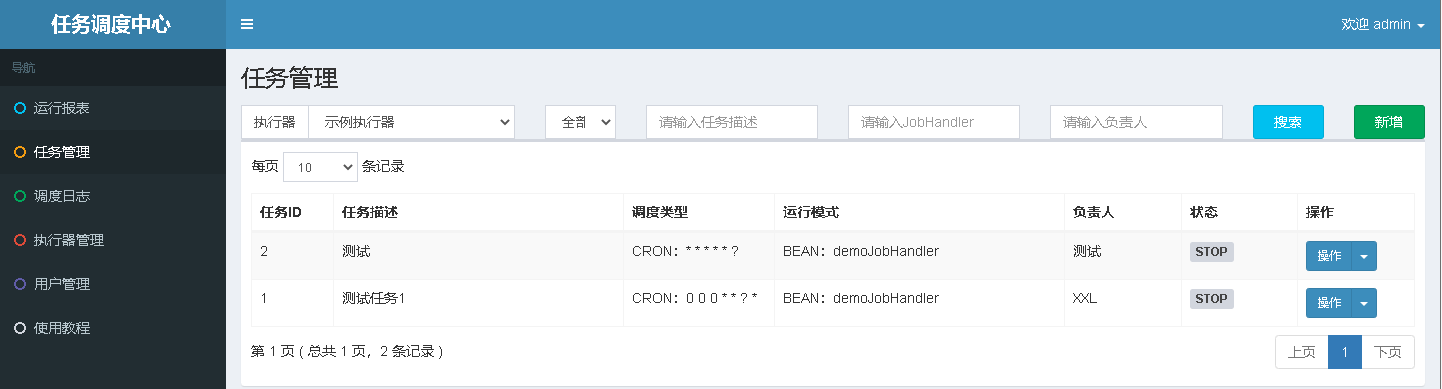 任务调度中心
欢迎 admin
导航
运行报表
任务管理
调度日志
执行器管理
用户管理
使用教程
任务管理
执行器 示例执行器 全部 请输入任务描述 请输入JobHandler 请输入负责人 搜索 新增
每页 10 条记录
任务ID 任务描述 调度类型 运行模式 负责人 状态 操作
2 测试 CRON：* * * * * ? BEAN：demoJobHandler 测试 STOP 操作
1 测试任务1 CRON：0 0 0 * * ? * BEAN：demoJobHandler XXL STOP 操作
第 1 页 ( 总共 1 页，2 条记录 ) 上页 1 下页